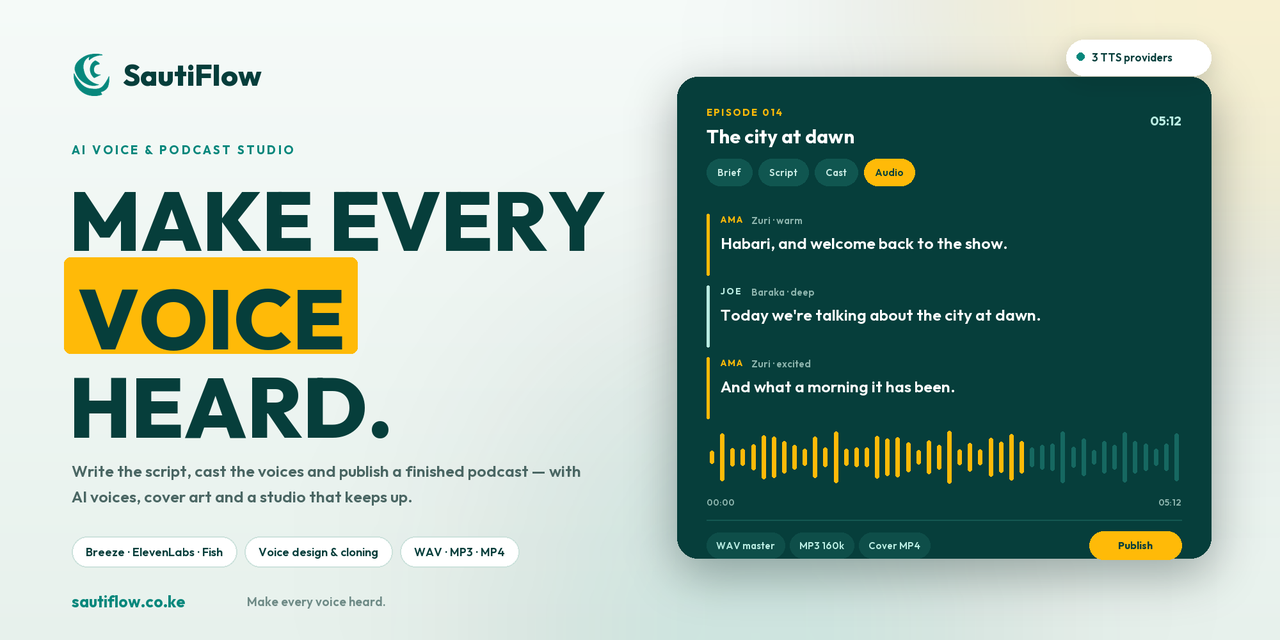 SautiFlow
AI VOICE & PODCAST STUDIO
MAKE EVERY
VOICE
HEARD.
Write the script, cast the voices and publish a finished podcast — with
AI voices, cover art and a studio that keeps up.
Breeze · ElevenLabs · Fish
Voice design & cloning
WAV · MP3 · MP4
sautiflow.co.ke
Make every voice heard.
3 TTS providers
EPISODE 014
The city at dawn
05:12
Brief
Script
Cast
Audio
AMA Zuri · warm
Habari, and welcome back to the show.
JOE Baraka · deep
Today we're talking about the city at dawn.
AMA Zuri · excited
And what a morning it has been.
00:00
05:12
WAV master
MP3 160k
Cover MP4
Publish